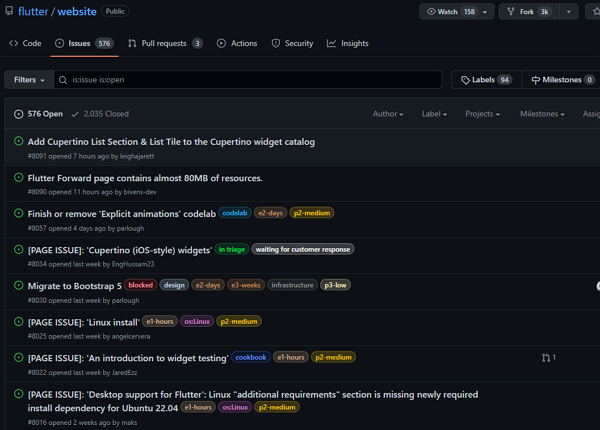 flutter / website Public Watch 158 Fork 3k
Code Issues 576 Pull requests 3 Actions Security Insights
Filters is:issue is:open Labels 94 Milestones 0
576 Open 2,035 Closed Author Label Projects Milestones
Add Cupertino List Section & List Tile to the Cupertino widget catalog
#8091 opened 7 hours ago by leighajarett
Flutter Forward page contains almost 80MB of resources.
#8090 opened 11 hours ago by bivens-dev
Finish or remove 'Explicit animations' codelab codelab e2-days p2-medium
#8057 opened 4 days ago by parlough
[PAGE ISSUE]: 'Cupertino (iOS-style) widgets' in triage waiting for customer response
#8034 opened last week by EngHussam23
Migrate to Bootstrap 5 blocked design e2-days e3-weeks infrastructure p3-low
#8030 opened last week by parlough
[PAGE ISSUE]: 'Linux install' e1-hours os:Linux p2-medium
#8025 opened last week by angelcervera
[PAGE ISSUE]: 'An introduction to widget testing' cookbook e1-hours p2-medium 1
#8022 opened last week by JaredEzz
[PAGE ISSUE]: 'Desktop support for Flutter': Linux "additional requirements" section is missing newly required
install dependency for Ubuntu 22.04 e1-hours os:Linux p2-medium
#8016 opened 2 weeks ago by maks